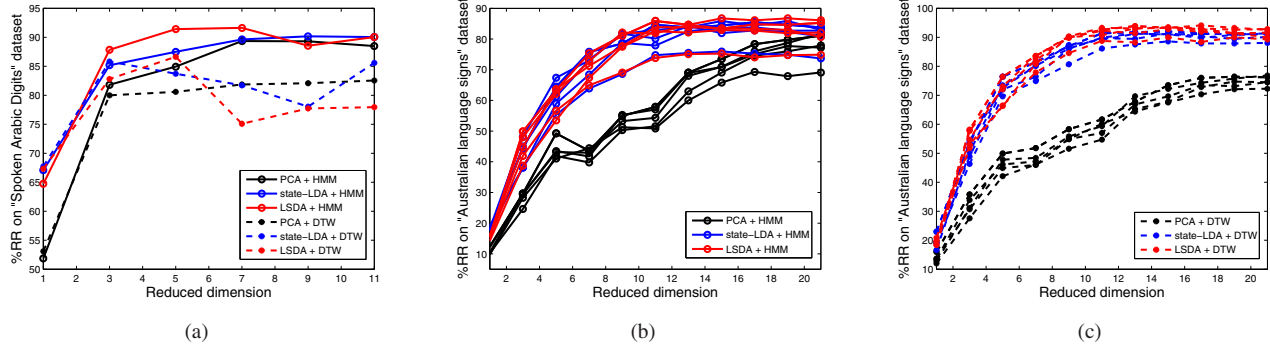 %RR on "Spoken Arabic Digits" dataset
100
95
90
85
80
75
70
65
60
55
50
1 2 3 4 5 6 7 8 9 10 11
Reduced dimension
PCA + HMM
state−LDA + HMM
LSDA + HMM
PCA + DTW
state−LDA + DTW
LSDA + DTW
(a)
%RR on "Australian language signs" dataset
90
80
70
60
50
40
30
20
10
2 4 6 8 10 12 14 16 18 20
Reduced dimension
PCA + HMM
state−LDA + HMM
LSDA + HMM
(b)
%RR on "Australian language signs" dataset
100
90
80
70
60
50
40
30
20
10
2 4 6 8 10 12 14 16 18 20
Reduced dimension
PCA + DTW
state−LDA + DTW
LSDA + DTW
(c)